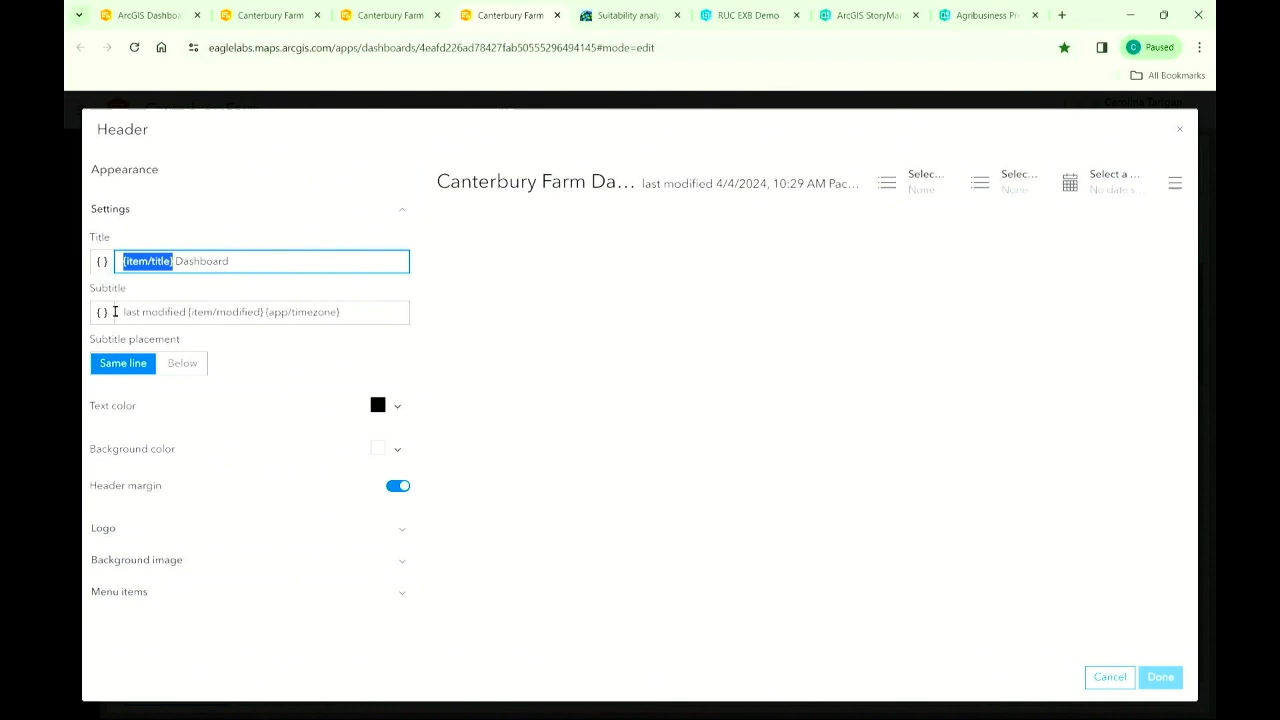 ArcGIS Dashbo
Canterbury Farm
Canterbury Farm
Canterbury Farm
Suitability analy
RUC EXB Demo
ArcGIS StoryMa
Agribusiness Pr
eaglelabs.maps.arcgis.com/apps/dashboards/4eafd226ad78427fab50555296494145#mode=edit
C Paused
All Bookmarks
Header
Appearance
Canterbury Farm Da... last modified 4/4/2024, 10:29 AM Pac...
Selec...
None
Selec...
None
Select a ...
No date s...
Settings
Title
{} {item/title} Dashboard
Subtitle
{} last modified {item/modified} {app/timezone}
Subtitle placement
Same line Below
Text color
Background color
Header margin
Logo
Background image
Menu items
Cancel Done